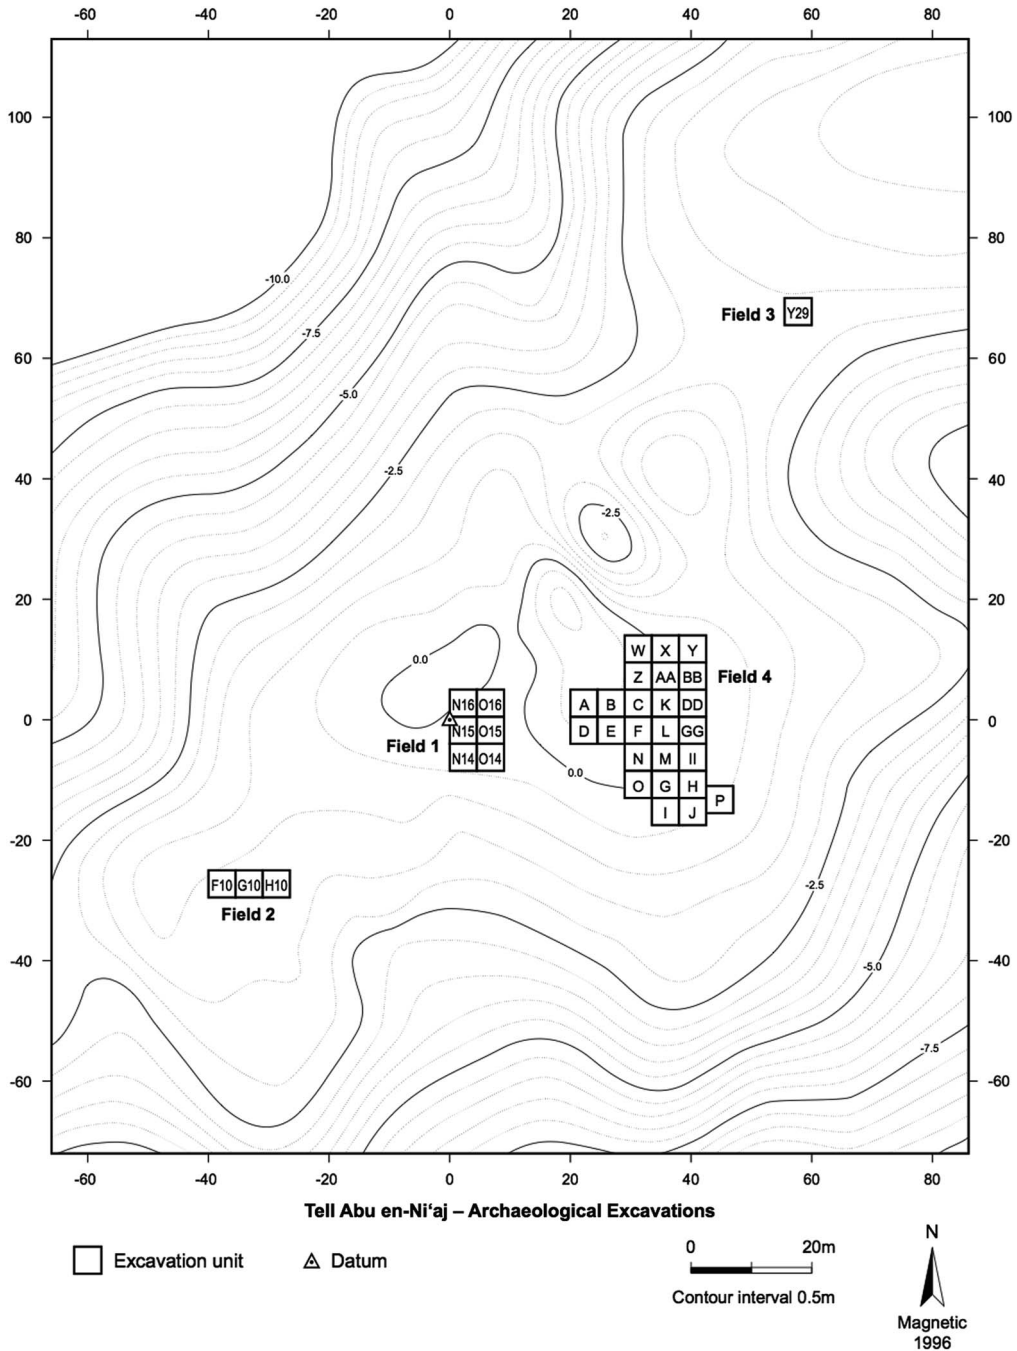 -60 -40 -20 0 20 40 60 80
100 100
80 80
-10.0
Field 3 Y29
-7.5
60 60
-5.0
-2.5
40 40
-2.5
20 20
W X Y
0.0
Z AA BB Field 4
N16 O16 A B C K DD
0 0
N15 O15 D E F L GG
Field 1
N14 O14 N M II
0.0
O G H P
I J
-20 -20
F10 G10 H10 -2.5
Field 2
-40 -40
-5.0
-7.5
-60 -60
-60 -40 -20 0 20 40 60 80
Tell Abu en-Ni‘aj – Archaeological Excavations
Excavation unit Datum
0 20m
Contour interval 0.5m
N
Magnetic
1996